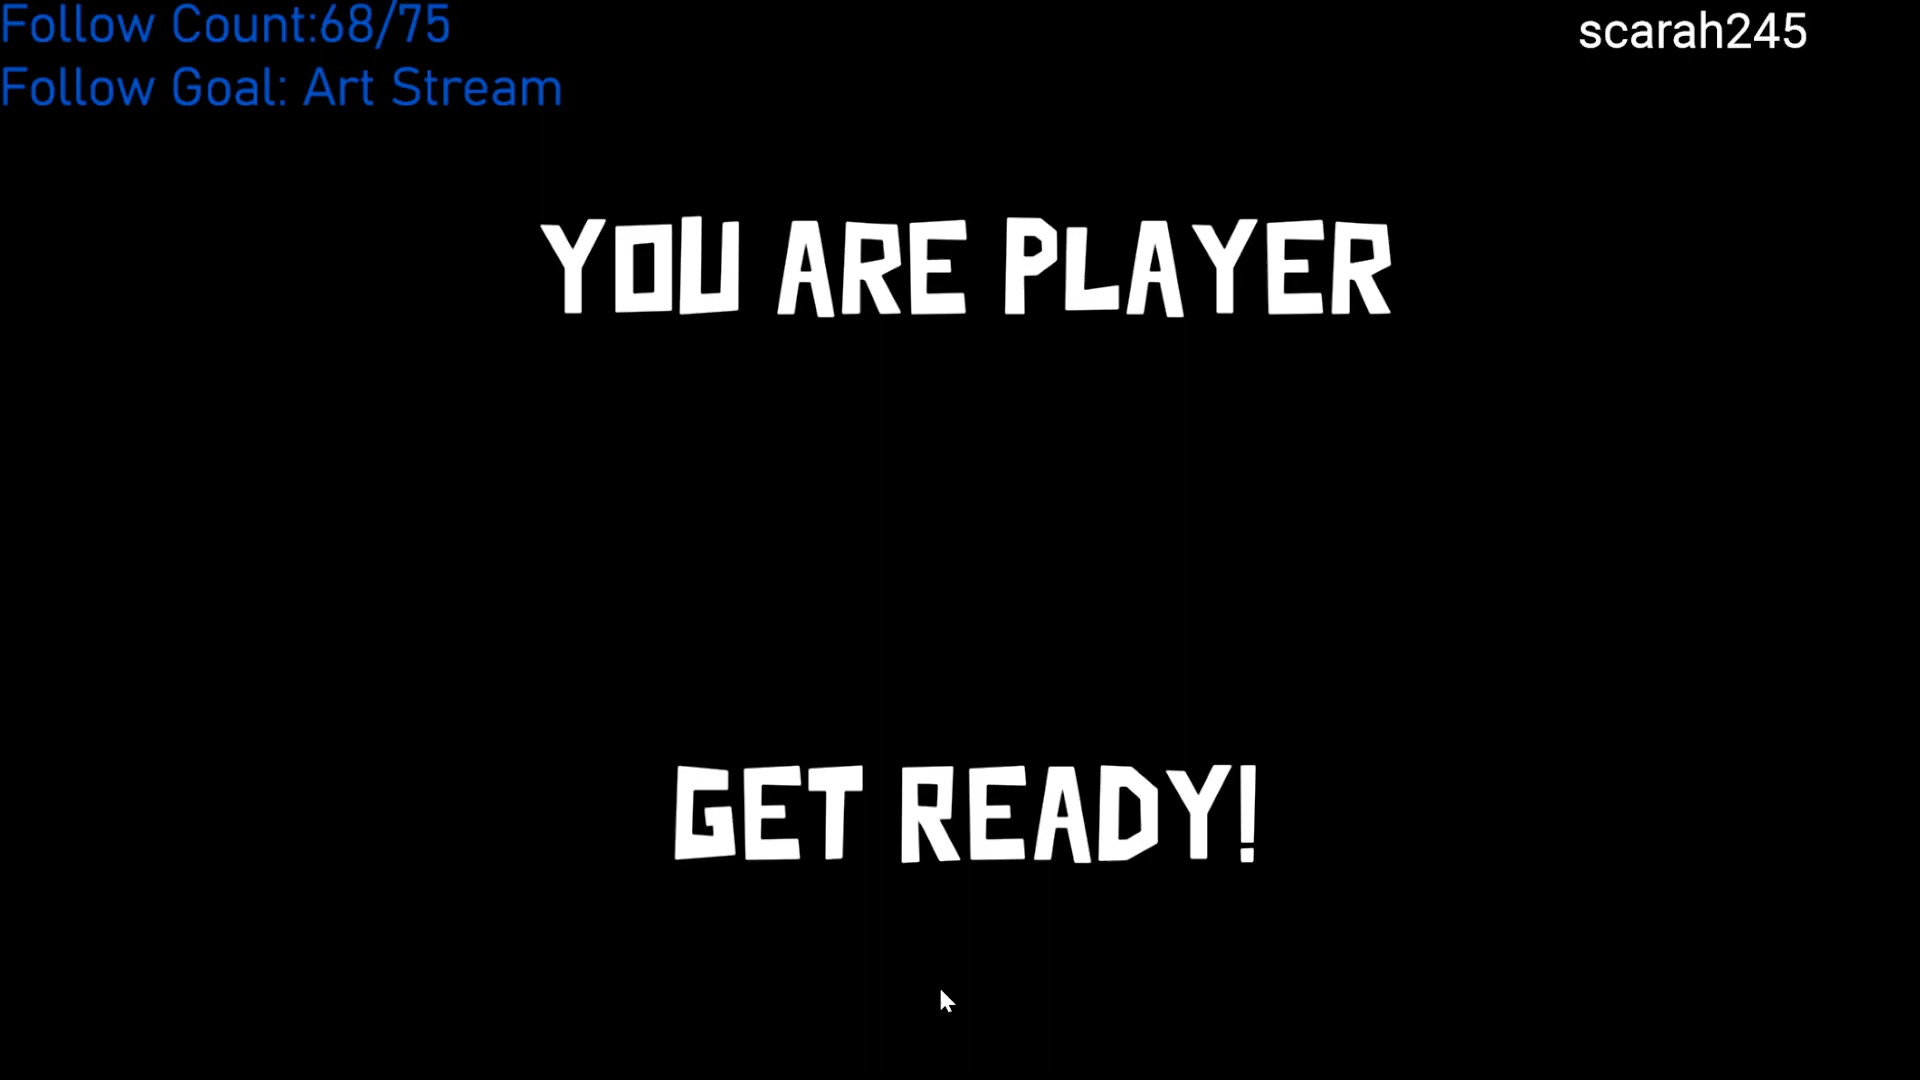 Follow Count:68/75
scarah245
Follow Goal: Art Stream
YOU ARE PLAYER
GET READY!